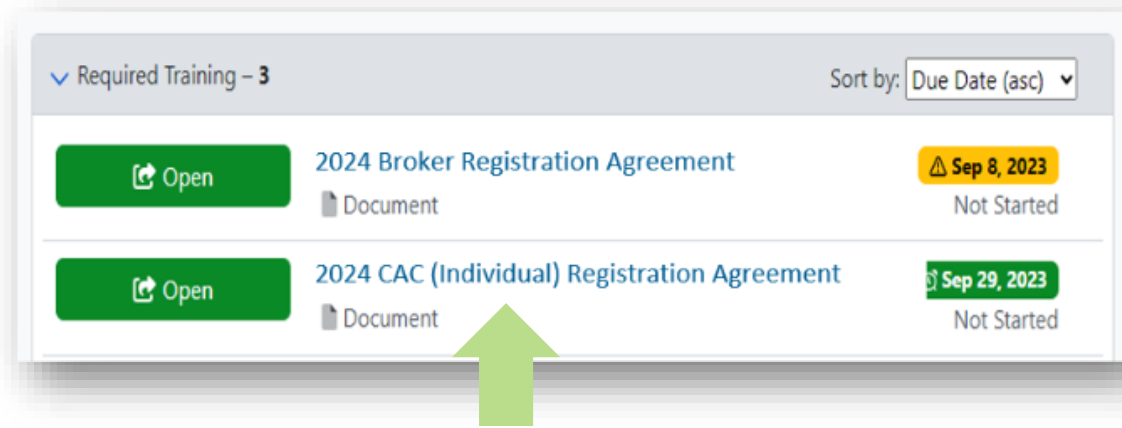 Required Training – 3
Sort by: Due Date (asc)
Open
2024 Broker Registration Agreement
Sep 8, 2023
Document
Not Started
Open
2024 CAC (Individual) Registration Agreement
Sep 29, 2023
Document
Not Started